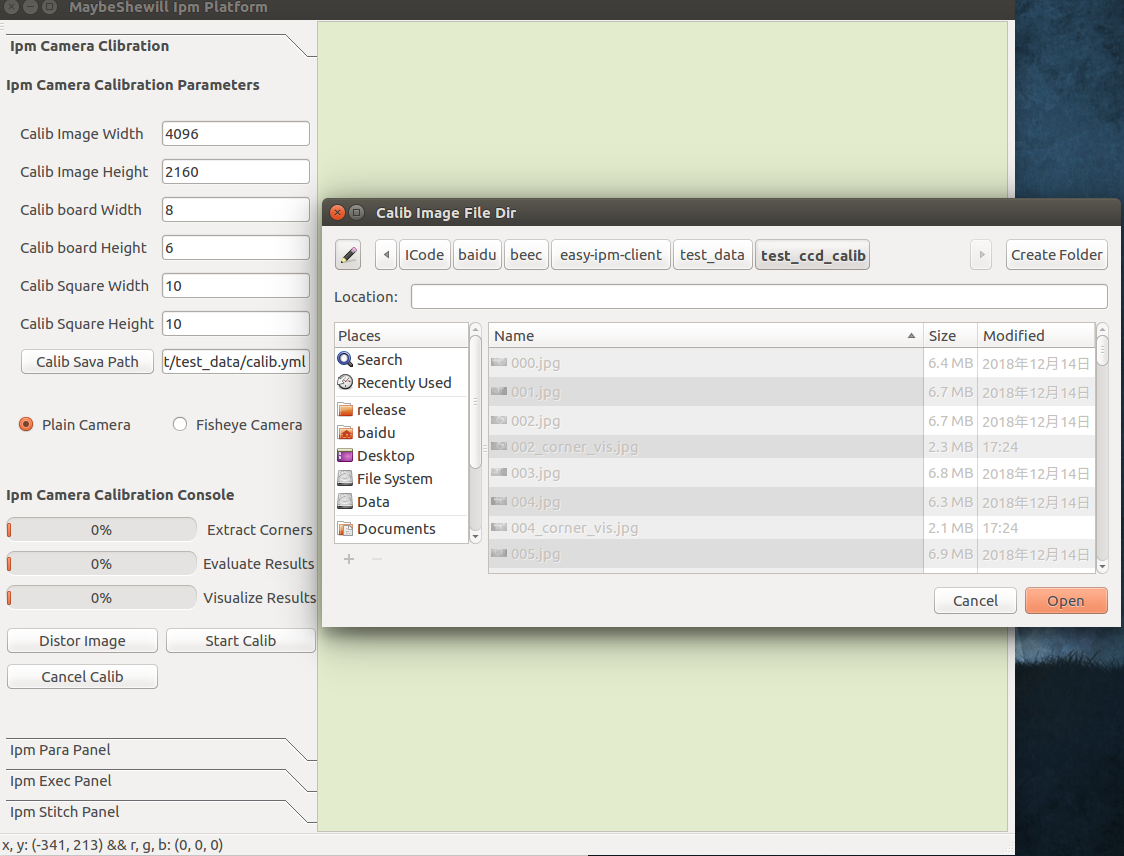 MaybeShewill Ipm Platform
Ipm Camera Clibration
Ipm Camera Calibration Parameters
Calib Image Width 4096
Calib Image Height 2160
Calib board Width 8
Calib board Height 6
Calib Square Width 10
Calib Square Height 10
Calib Sava Path t/test_data/calib.yml
Plain Camera Fisheye Camera
Ipm Camera Calibration Console
0% Extract Corners
0% Evaluate Results
0% Visualize Results
Distor Image Start Calib
Cancel Calib
Ipm Para Panel
Ipm Exec Panel
Ipm Stitch Panel
x, y: (-341, 213) && r, g, b: (0, 0, 0)
Calib Image File Dir
ICode baidu beec easy-ipm-client test_data test_ccd_calib Create Folder
Location:
Places
Search
Recently Used
release
baidu
Desktop
File System
Data
Documents
Name Size Modified
000.jpg 6.4 MB 2018年12月14日
001.jpg 6.7 MB 2018年12月14日
002.jpg 6.7 MB 2018年12月14日
002_corner_vis.jpg 2.3 MB 17:24
003.jpg 6.8 MB 2018年12月14日
004.jpg 6.3 MB 2018年12月14日
004_corner_vis.jpg 2.1 MB 17:24
005.jpg 6.9 MB 2018年12月14日
Cancel Open